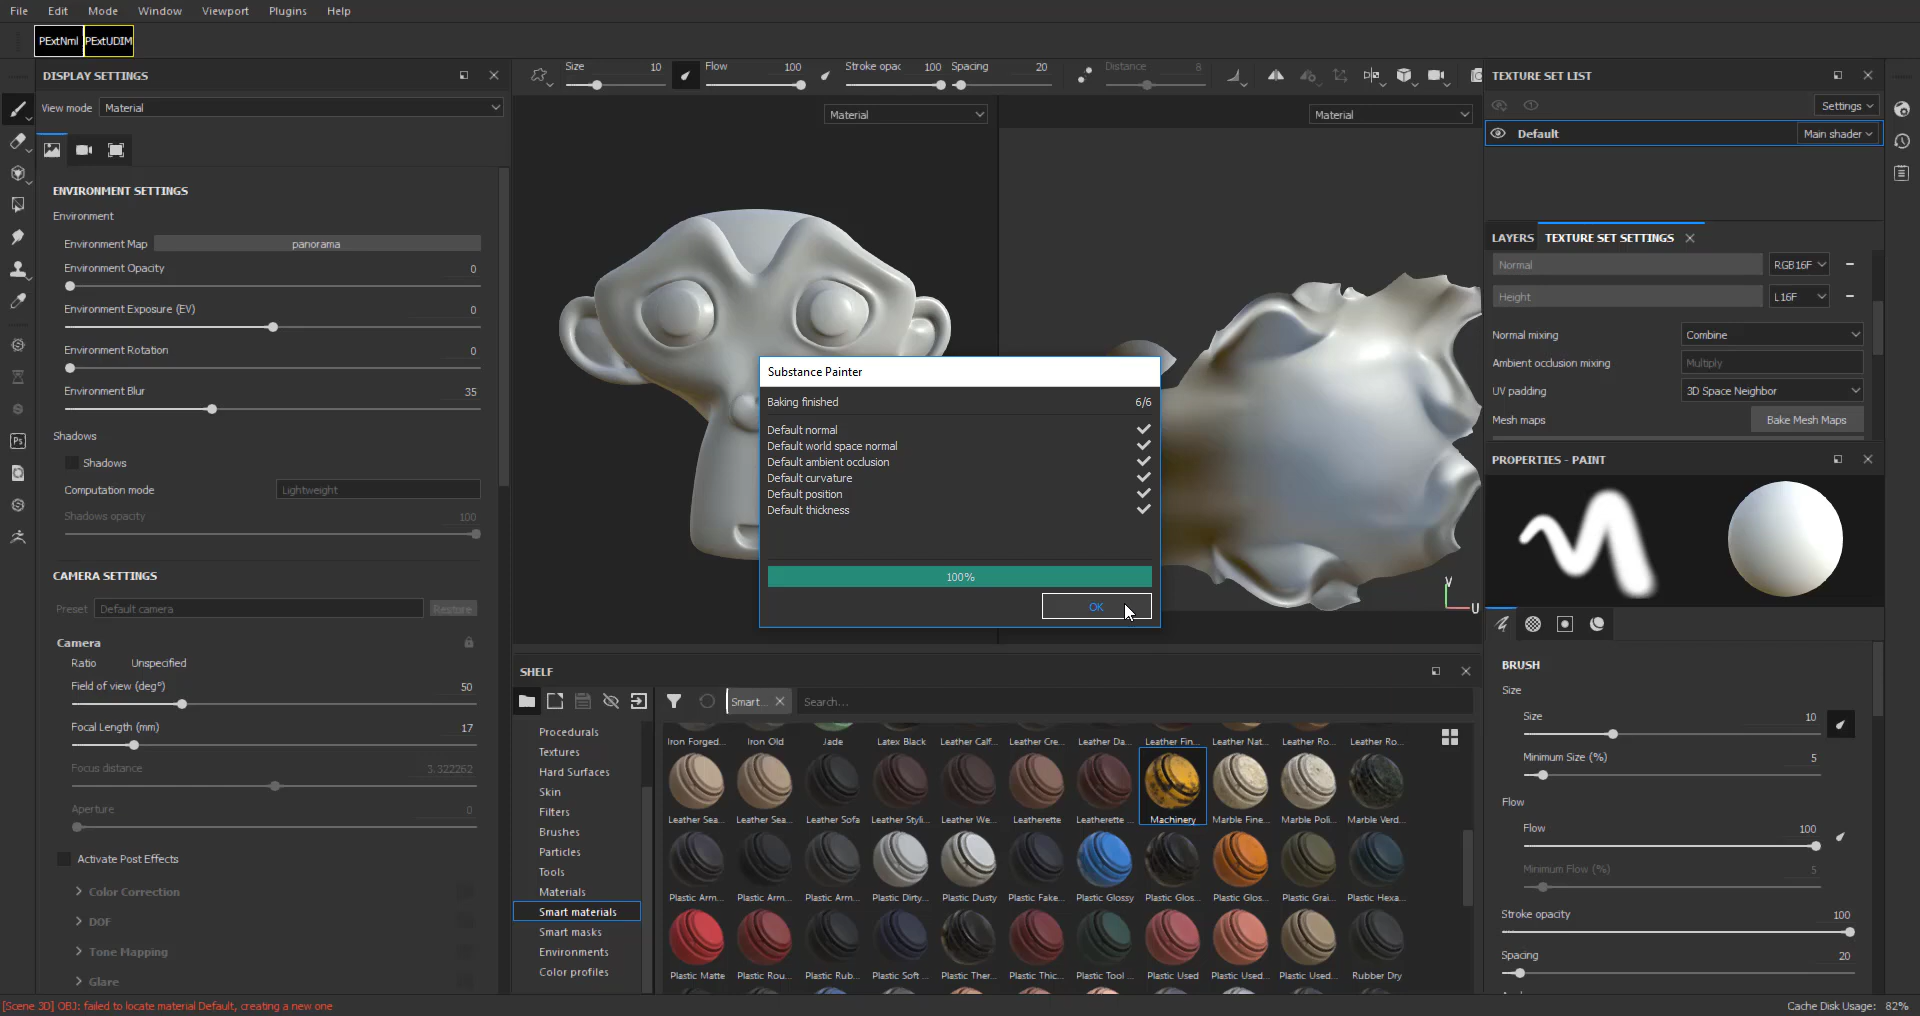 File Edit Mode Window Viewport Plugins Help
PExtNml PExtUDIM
DISPLAY SETTINGS
View mode Material
ENVIRONMENT SETTINGS
Environment
Environment Map panorama
Environment Opacity 0
Environment Exposure (EV) 0
Environment Rotation 0
Environment Blur 35
Shadows
Shadows
Computation mode Lightweight
Shadows opacity 100
CAMERA SETTINGS
Preset Default camera Restore
Camera
Ratio Unspecified
Field of view (deg°) 50
Focal Length (mm) 17
Focus distance 3.322262
Aperture 0
Activate Post Effects
Color Correction
DOF
Tone Mapping
Glare
Size 10 Flow 100 Stroke opac 100 Spacing 20 Distance 8
Material Material
Substance Painter
Baking finished 6/6
Default normal
Default world space normal
Default ambient occlusion
Default curvature
Default position
Default thickness
100%
OK
V
U
SHELF
Smart... Search...
Procedurals
Textures
Hard Surfaces
Skin
Filters
Brushes
Particles
Tools
Materials
Smart materials
Smart masks
Environments
Color profiles
Iron Forged... Iron Old Jade Latex Black Leather Calf... Leather Cre... Leather Da... Leather Fin... Leather Nat... Leather Ro... Leather Ro...
Leather Sea... Leather Sea... Leather Sofa Leather Styli... Leather We... Leatherette Leatherette ... Machinery Marble Fine... Marble Poli... Marble Verd...
Plastic Arm... Plastic Arm... Plastic Arm... Plastic Dirty... Plastic Dusty Plastic Fake... Plastic Glossy Plastic Glos... Plastic Glos... Plastic Grai... Plastic Hexa...
Plastic Matte Plastic Rou... Plastic Rub... Plastic Soft ... Plastic Ther... Plastic Thic... Plastic Tool ... Plastic Used Plastic Used... Plastic Used... Rubber Dry
TEXTURE SET LIST
Settings
Default Main shader
LAYERS TEXTURE SET SETTINGS
Normal RGB16F
Height L16F
Normal mixing Combine
Ambient occlusion mixing Multiply
UV padding 3D Space Neighbor
Mesh maps Bake Mesh Maps
PROPERTIES - PAINT
BRUSH
Size
Size 10
Minimum Size (%) 5
Flow
Flow 100
Minimum Flow (%) 5
Stroke opacity 100
Spacing 20
[Scene 3D] OBJ: failed to locate material Default, creating a new one
Cache Disk Usage: 82%